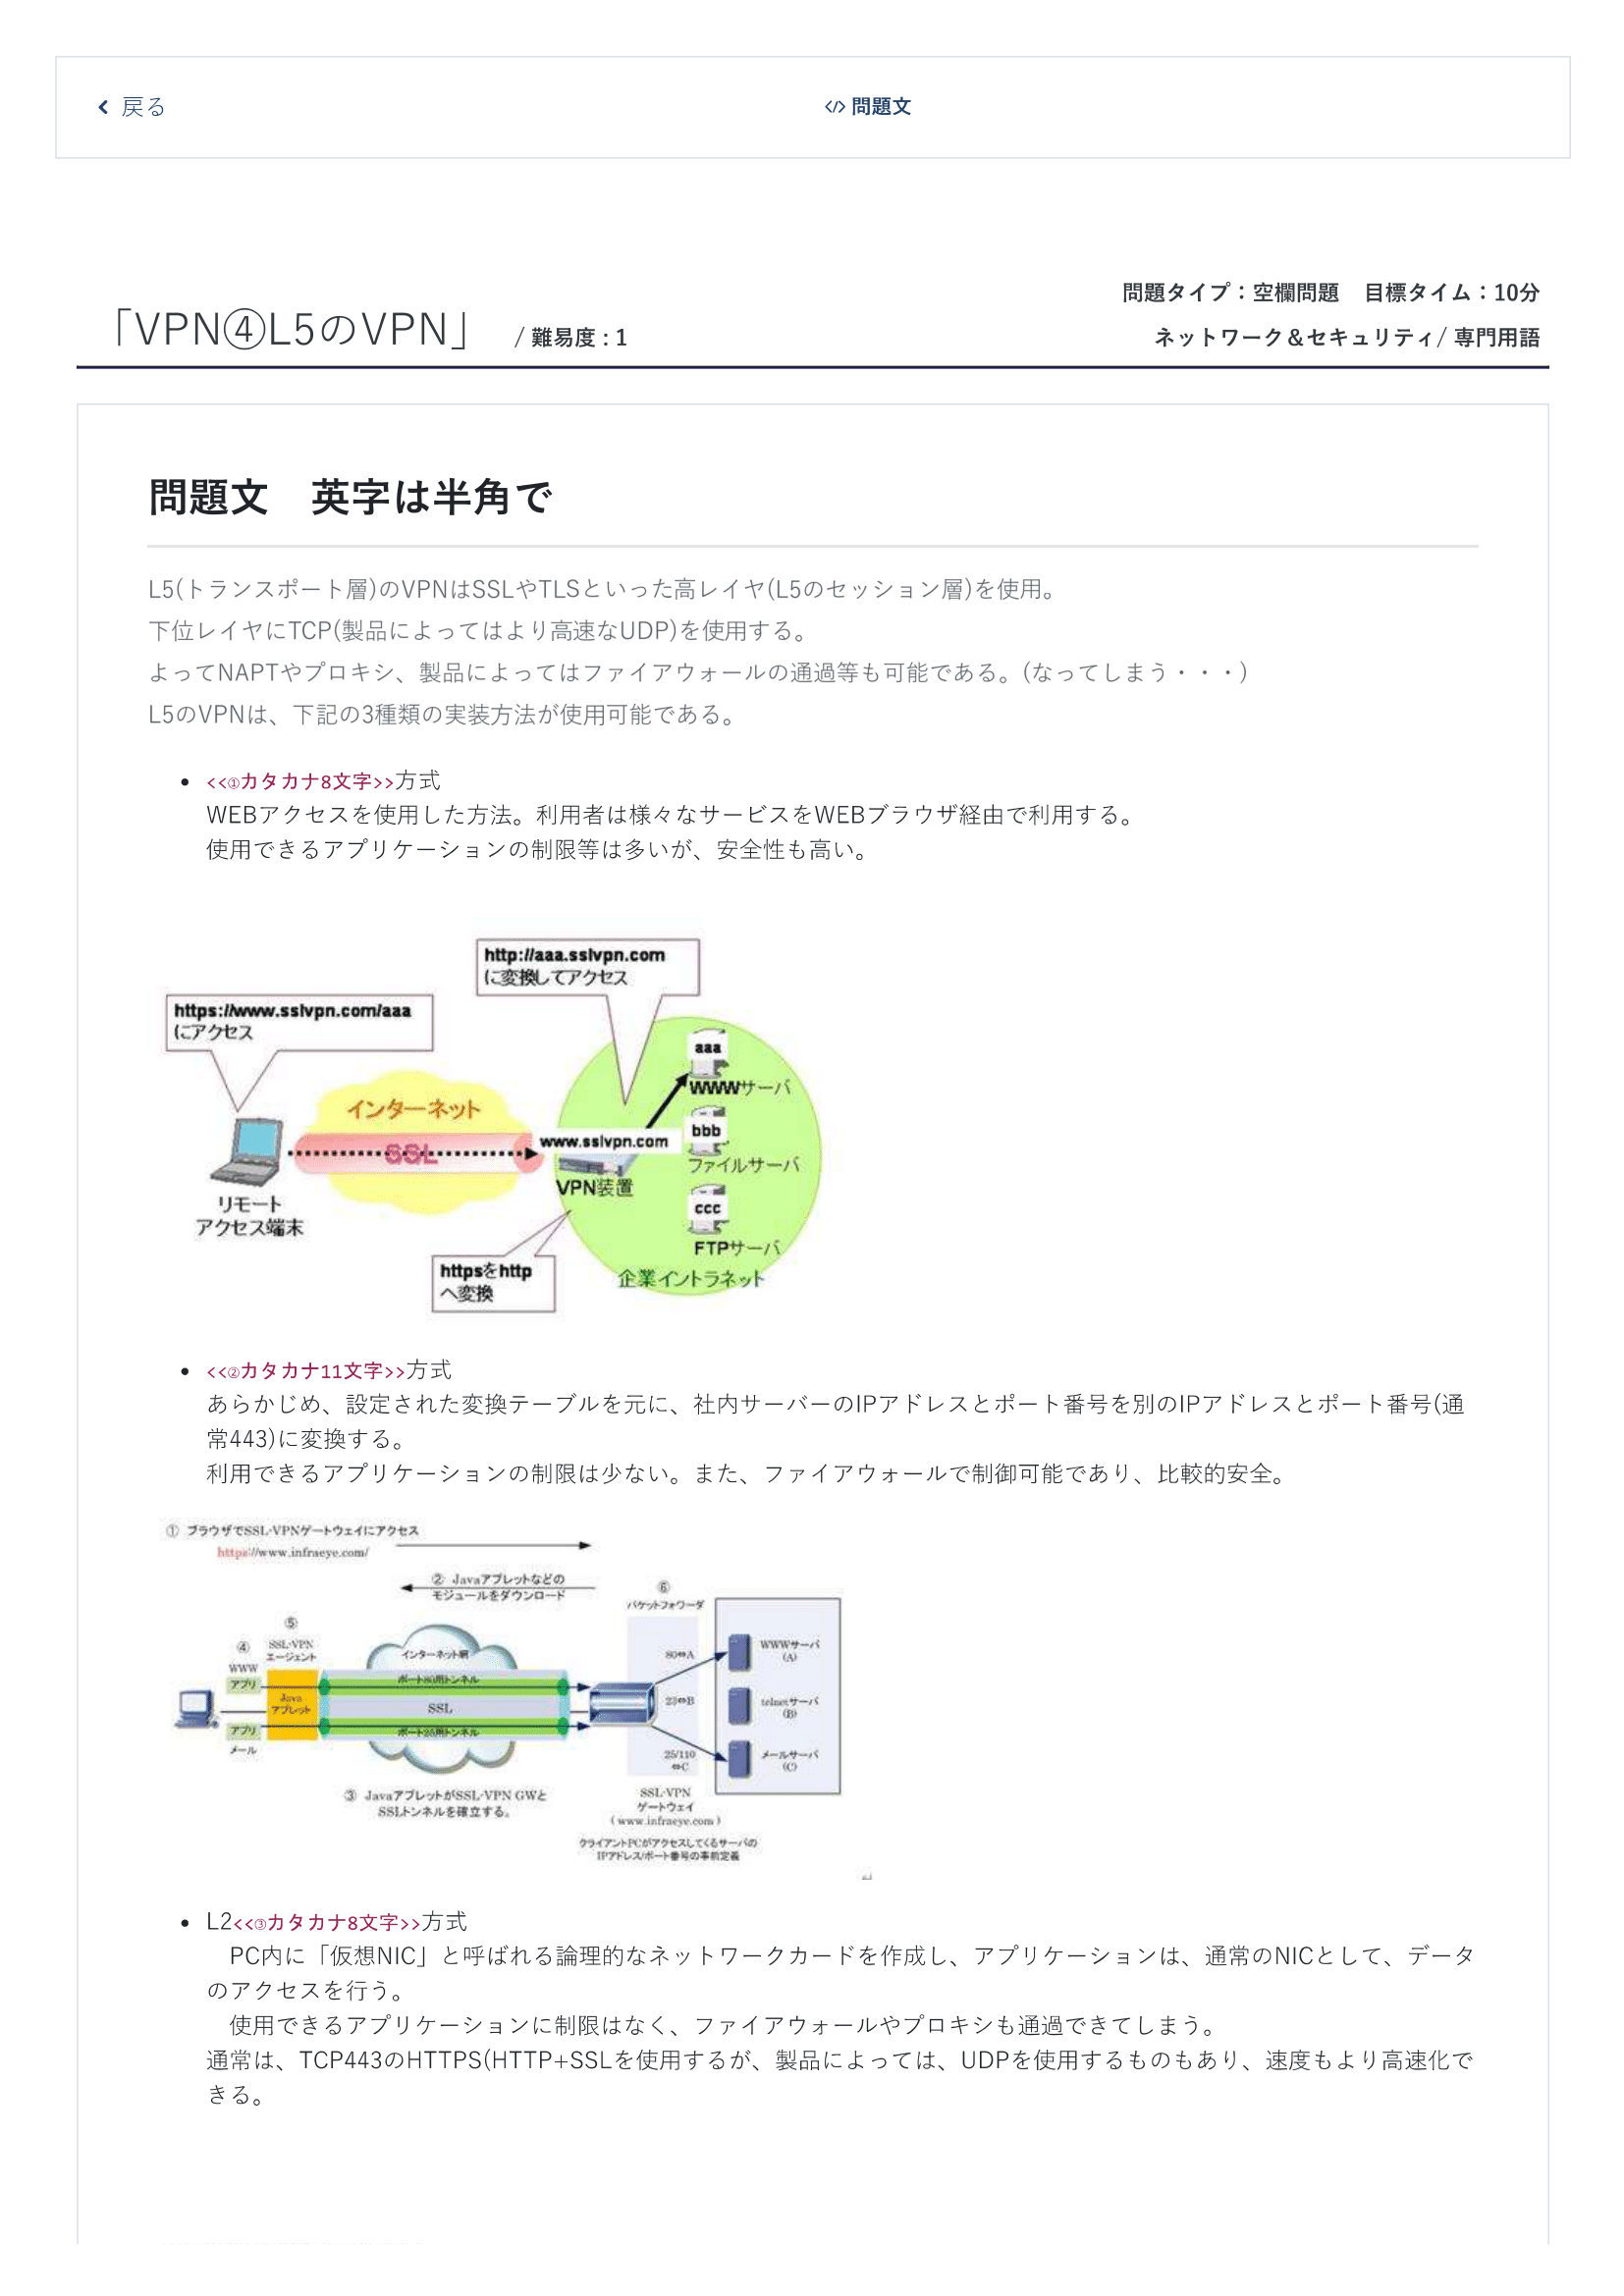 戻る
</> 問題文
問題タイプ：空欄問題　目標タイム：10分
「VPN④L5のVPN」 / 難易度 : 1
ネットワーク＆セキュリティ/ 専門用語
問題文　英字は半角で
L5(トランスポート層)のVPNはSSLやTLSといった高レイヤ(L5のセッション層)を使用。
下位レイヤにTCP(製品によってはより高速なUDP)を使用する。
よってNAPTやプロキシ、製品によってはファイアウォールの通過等も可能である。(なってしまう・・・)
L5のVPNは、下記の3種類の実装方法が使用可能である。
<<①カタカナ8文字>>方式
WEBアクセスを使用した方法。利用者は様々なサービスをWEBブラウザ経由で利用する。
使用できるアプリケーションの制限等は多いが、安全性も高い。
http://aaa.sslvpn.com
に変換してアクセス
https://www.sslvpn.com/aaa
にアクセス
aaa
WWWサーバ
インターネット
bbb
www.sslvpn.com
SSL
ファイルサーバ
VPN装置
リモート
アクセス端末
ccc
FTPサーバ
httpsをhttp
へ変換
企業イントラネット
<<②カタカナ11文字>>方式
あらかじめ、設定された変換テーブルを元に、社内サーバーのIPアドレスとポート番号を別のIPアドレスとポート番号(通
常443)に変換する。
利用できるアプリケーションの制限は少ない。また、ファイアウォールで制御可能であり、比較的安全。
① ブラウザでSSL-VPNゲートウェイにアクセス
https://www.infraeye.com/
② Javaアプレットなどの
モジュールをダウンロード
⑥
パケットフォワーダ
⑤
SSL-VPN
エージェント
④
WWW
アプリ
インターネット網
80⇔A
WWWサーバ
(A)
ポート80用トンネル
Java
アプレット
SSL
23⇔B
telnetサーバ
(B)
ポート25用トンネル
アプリ
メール
25/110
⇔C
メールサーバ
(C)
③ JavaアプレットがSSL-VPN GWと
SSLトンネルを確立する。
SSL-VPN
ゲートウェイ
( www.infraeye.com )
クライアントPCがアクセスしてくるサーバの
IPアドレス/ポート番号の事前定義
L2<<③カタカナ8文字>>方式
PC内に「仮想NIC」と呼ばれる論理的なネットワークカードを作成し、アプリケーションは、通常のNICとして、データ
のアクセスを行う。
使用できるアプリケーションに制限はなく、ファイアウォールやプロキシも通過できてしまう。
通常は、TCP443のHTTPS(HTTP+SSLを使用するが、製品によっては、UDPを使用するものもあり、速度もより高速化で
きる。